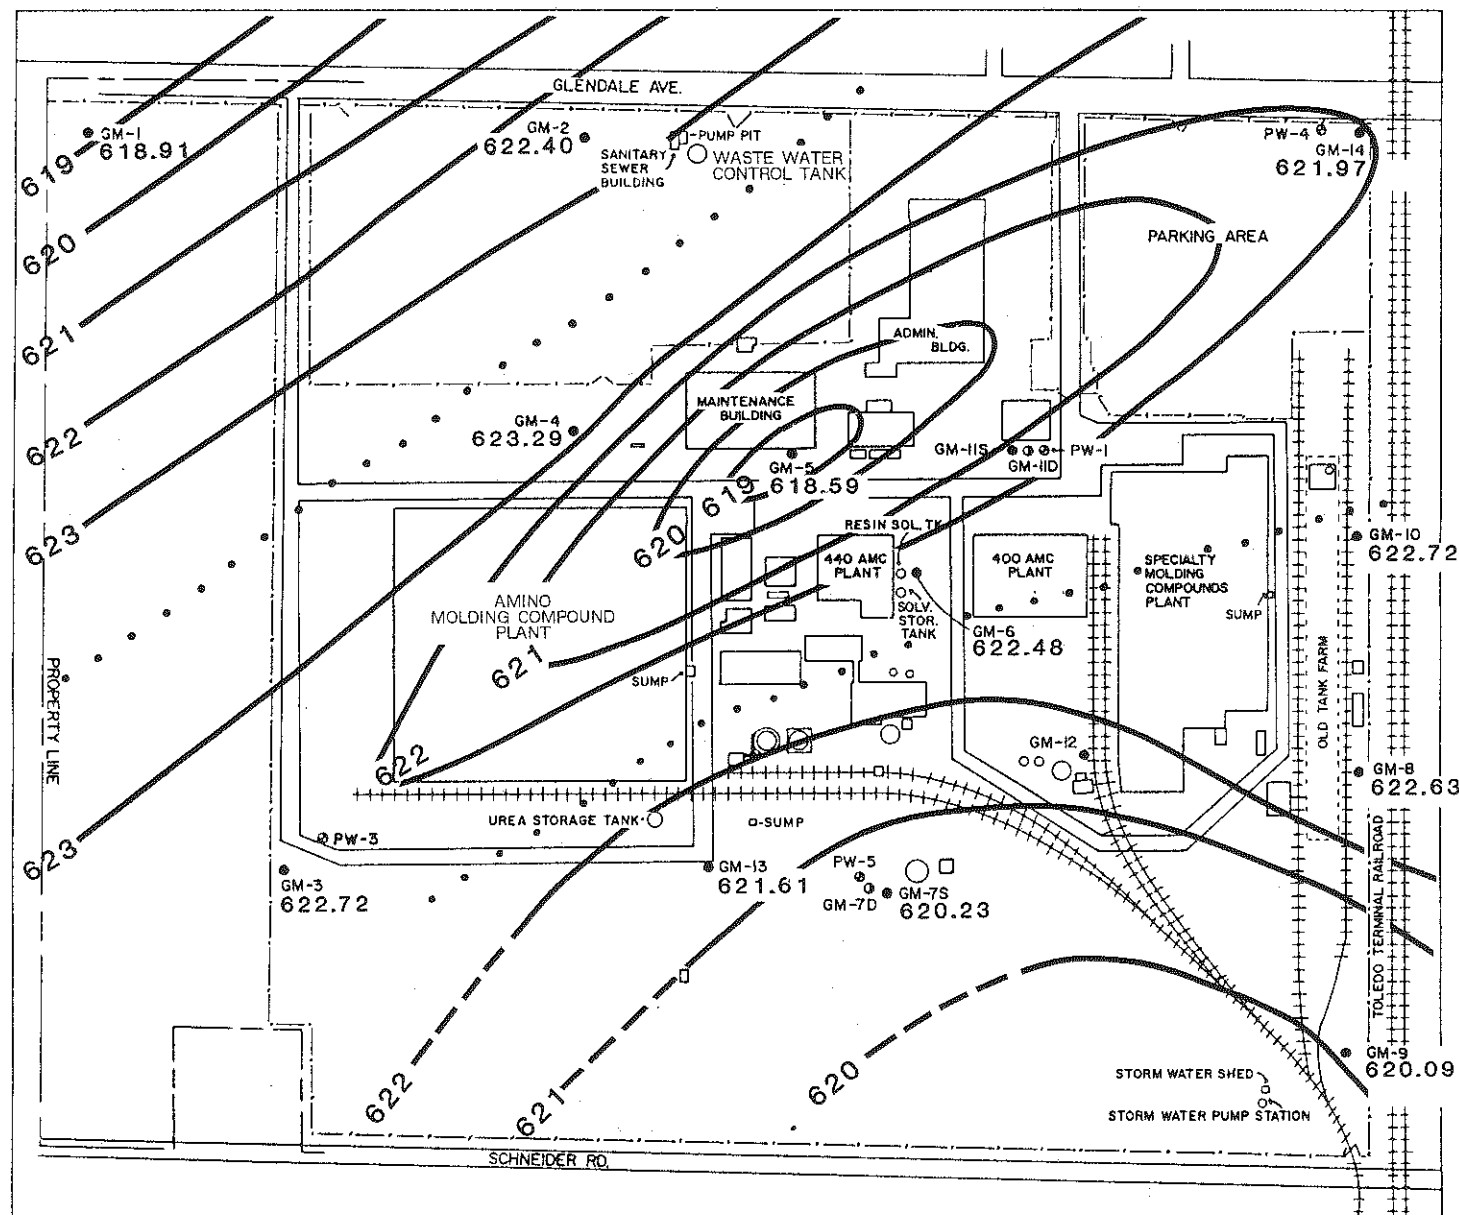 GLENDALE AVE.
GM-1
618.91
GM-2
622.40
PUMP PIT
SANITARY
SEWER
BUILDING
WASTE WATER
CONTROL TANK
PW-4
GM-14
621.97
619
620
621
622
623
PARKING AREA
ADMIN.
BLDG.
MAINTENANCE
BUILDING
GM-4
623.29
GM-5
618.59
GM-11S
GM-11D
PW-1
619
620
RESIN SOL. TK.
440 AMC
PLANT
400 AMC
PLANT
SPECIALTY
MOLDING
COMPOUNDS
PLANT
GM-10
622.72
SOLV.
STOR.
TANK
SUMP
GM-6
622.48
AMINO
MOLDING COMPOUND
PLANT
621
SUMP
622
PROPERTY LINE
OLD TANK FARM
GM-12
GM-8
622.63
UREA STORAGE TANK
SUMP
PW-3
623
GM-3
622.72
GM-13
621.61
PW-5
GM-7D
GM-7S
620.23
TOLEDO TERMINAL RAILROAD
622
621
620
GM-9
620.09
STORM WATER SHED
STORM WATER PUMP STATION
SCHNEIDER RD.